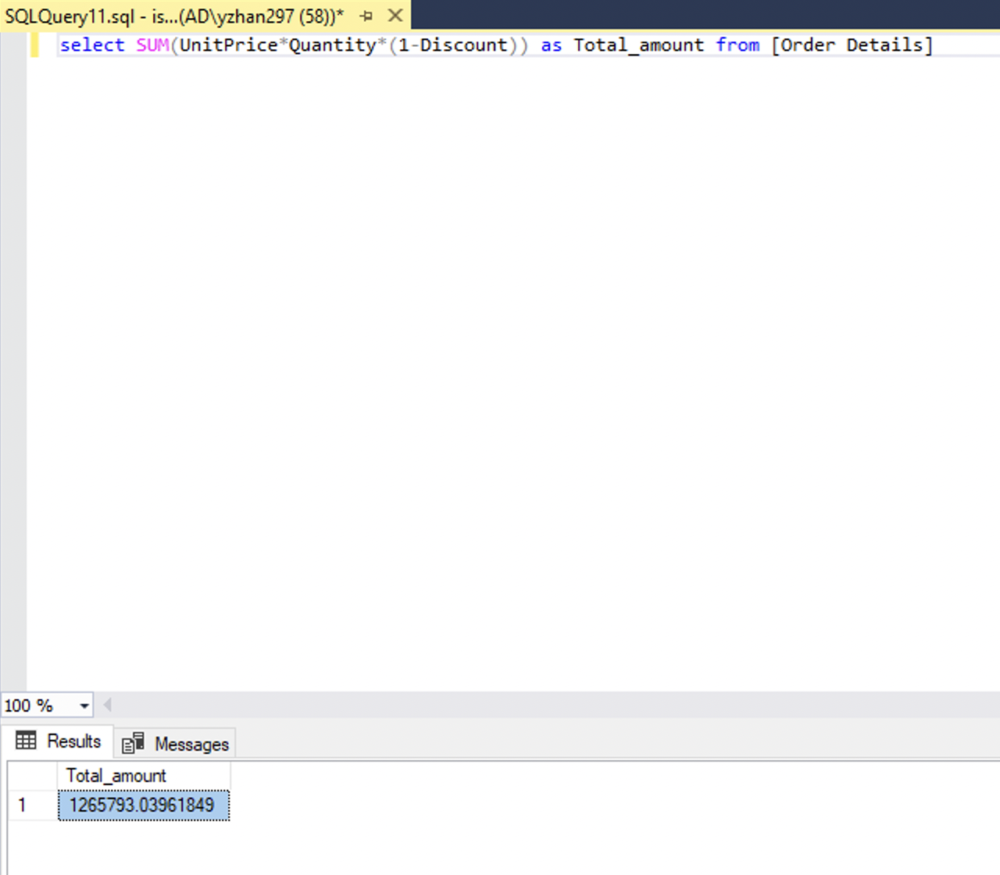 SQLQuery11.sql - is...(AD\yzhan297 (58))*
select SUM(UnitPrice*Quantity*(1-Discount)) as Total_amount from [Order Details]
100 %
Results Messages
Total_amount
1 1265793.03961849